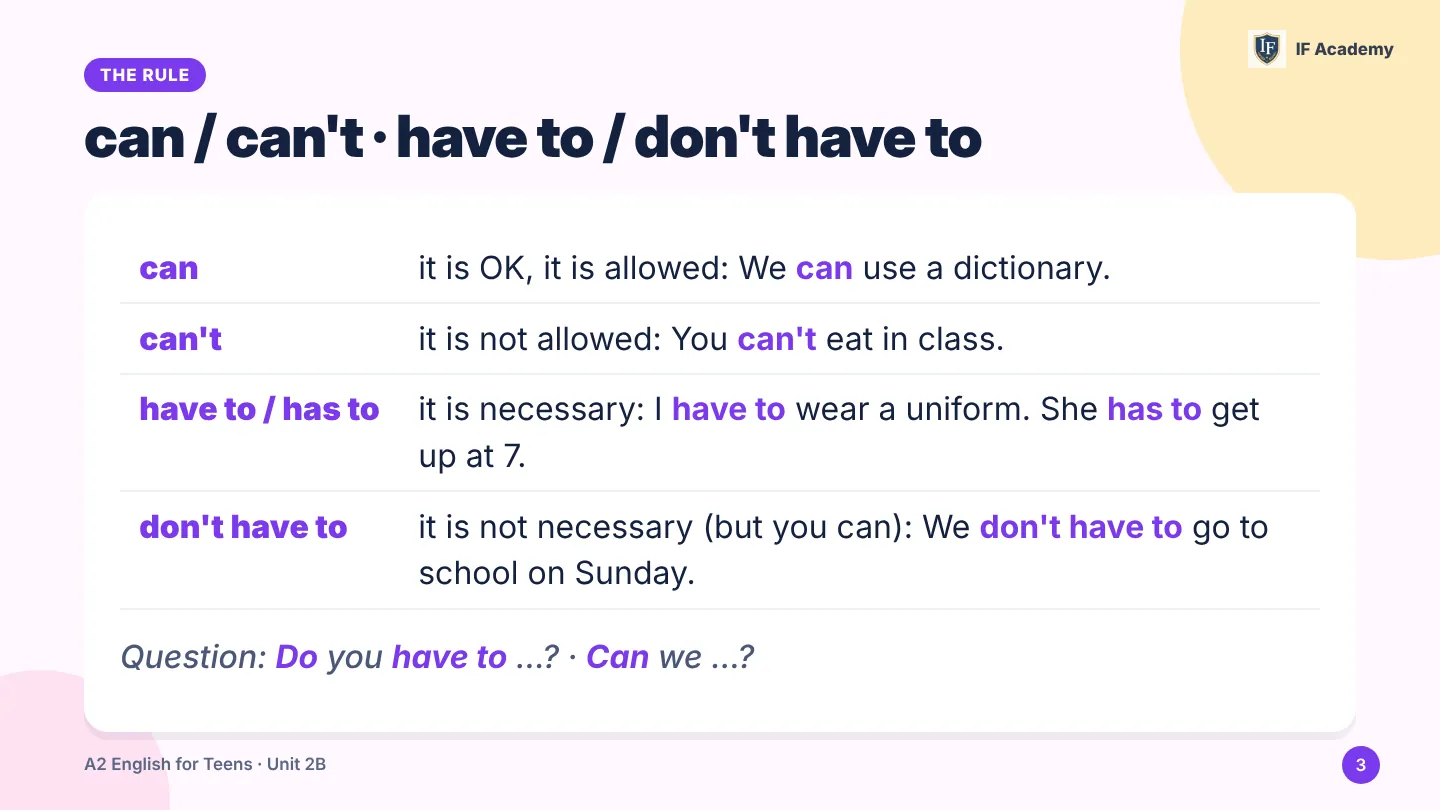 IF
IF Academy
THE RULE
can / can't · have to / don't have to
can
it is OK, it is allowed: We can use a dictionary.
can't
it is not allowed: You can't eat in class.
have to / has to
it is necessary: I have to wear a uniform. She has to get
up at 7.
don't have to
it is not necessary (but you can): We don't have to go to
school on Sunday.
Question: Do you have to ...? · Can we ...?
A2 English for Teens · Unit 2B
3